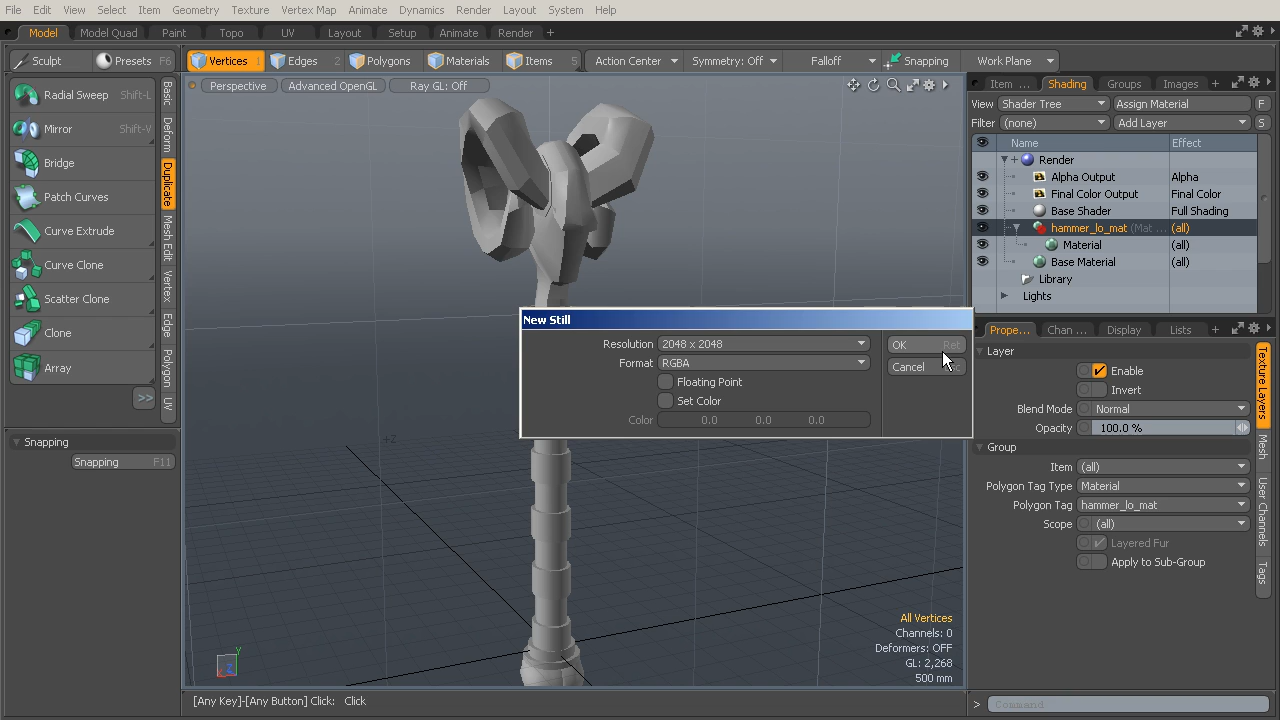 File Edit View Select Item Geometry Texture Vertex Map Animate Dynamics Render Layout System Help
Model Model Quad Paint Topo UV Layout Setup Animate Render +
Sculpt Presets F6 Vertices 1 Edges 2 Polygons Materials Items 5 Action Center Symmetry: Off Falloff Snapping Work Plane
Perspective Advanced OpenGL Ray GL: Off
Item ... Shading Groups Images +
Radial Sweep Shift-L
Mirror Shift-V
Bridge
Patch Curves
Curve Extrude
Curve Clone
Scatter Clone
Clone
Array
>>
Basic
Deform
Duplicate
Mesh Edit
Vertex
Edge
Polygon
UV
Snapping
Snapping F11
View Shader Tree Assign Material F
Filter (none) Add Layer S
Name Effect
Render
Alpha Output Alpha
Final Color Output Final Color
Base Shader Full Shading
hammer_lo_mat (Mat ... (all)
Material (all)
Base Material (all)
Library
Lights
New Still
Resolution 2048 x 2048
Format RGBA
Floating Point
Set Color
Color 0.0 0.0 0.0
OK Ret
Cancel
Prope... Chan ... Display Lists +
Layer
Enable
Invert
Blend Mode Normal
Opacity 100.0 %
Group
Item (all)
Polygon Tag Type Material
Polygon Tag hammer_lo_mat
Scope (all)
Layered Fur
Apply to Sub-Group
Texture Layers
Mesh
User Channels
Tags
+Z
Y
Z
All Vertices
Channels: 0
Deformers: OFF
GL: 2,268
500 mm
[Any Key]-[Any Button] Click: Click
> Command